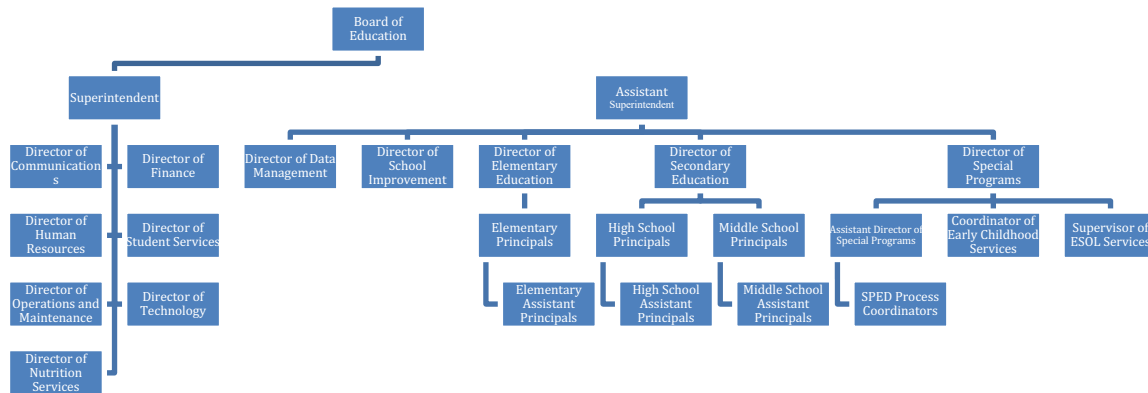 Board of
Education
Superintendent
Assistant
Superintendent
Director of
Communication
s
Director of
Finance
Director of Data
Management
Director of
School
Improvement
Director of
Elementary
Education
Director of
Secondary
Education
Director of
Special
Programs
Director of
Human
Resources
Director of
Student Services
Elementary
Principals
High School
Principals
Middle School
Principals
Assistant Director of
Special Programs
Coordinator of
Early Childhood
Services
Supervisor of
ESOL Services
Director of
Operations and
Maintenance
Director of
Technology
Elementary
Assistant
Principals
High School
Assistant
Principals
Middle School
Assistant
Principals
SPED Process
Coordinators
Director of
Nutrition
Services